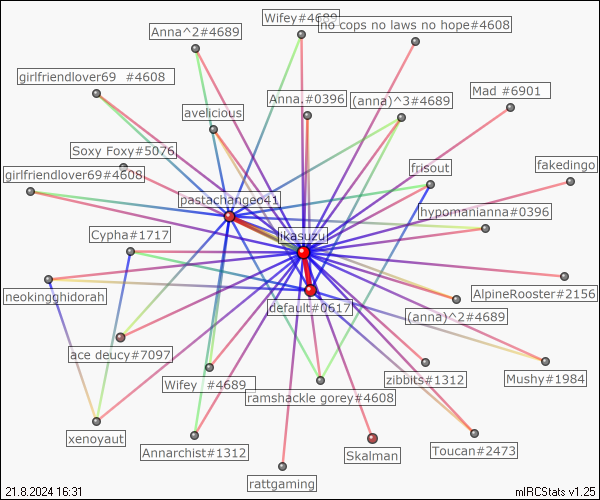 Wifey^#4689
no cops no laws no hope#4608
Anna^2#4689
girlfriendlover69 #4608
Mad #6901
Anna.#0396
(anna)^3#4689
avelicious
Soxy Foxy#5076
fakedingo
frisout
girlfriendlover69#4608
pastachangeo41
hypomanianna#0396
Cypha#1717
jkasuzuj
neokingghidorah
AlpineRooster#2156
default#0617
(anna)^2#4689
ace deucy#7097
zibbits#1312
Mushy#1984
Wifey #4689
ramshackle gorey#4608
xenoyaut
Annarchist#1312
Skalman
Toucan#2473
rattgaming
21.8.2024 16:31
mIRCStats v1.25